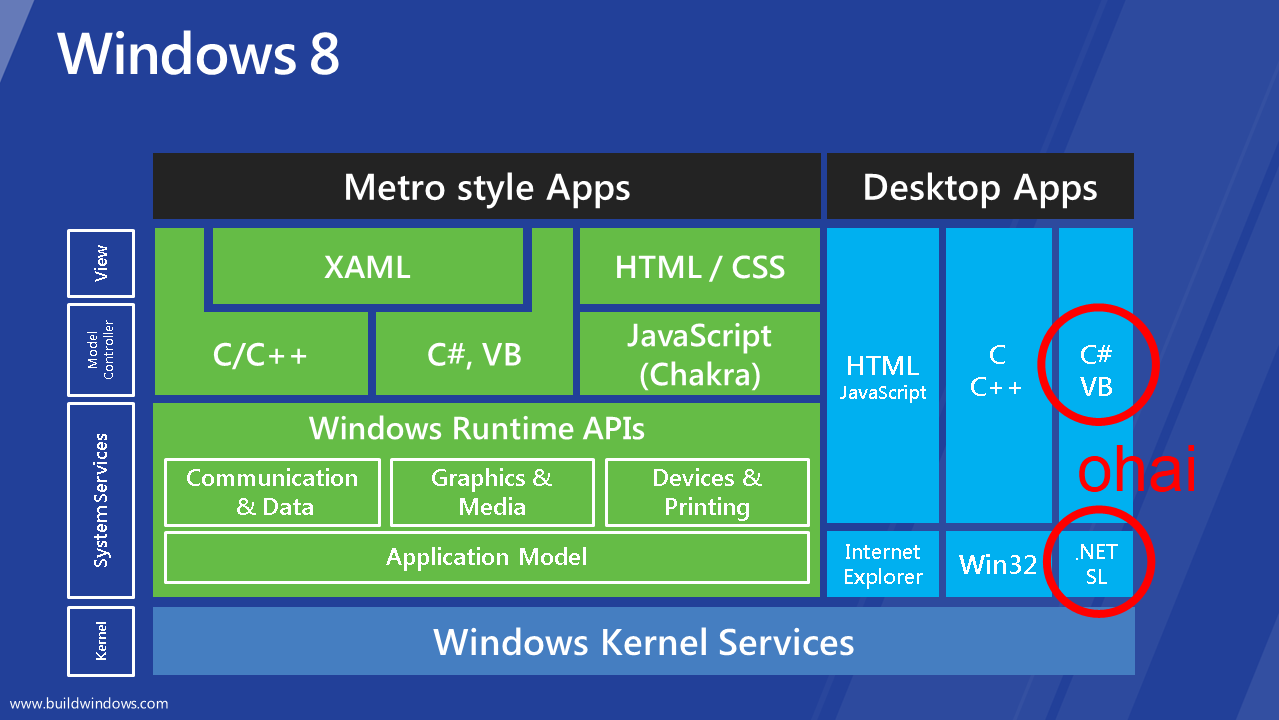 Windows 8
Metro style Apps
Desktop Apps
View
XAML
HTML / CSS
Model
Controller
C/C++
C#, VB
JavaScript
(Chakra)
HTML
JavaScript
C
C++
C#
VB
ohai
System Services
Windows Runtime APIs
Communication
& Data
Graphics &
Media
Devices &
Printing
Application Model
Internet
Explorer
Win32
.NET
SL
Kernel
Windows Kernel Services
www.buildwindows.com